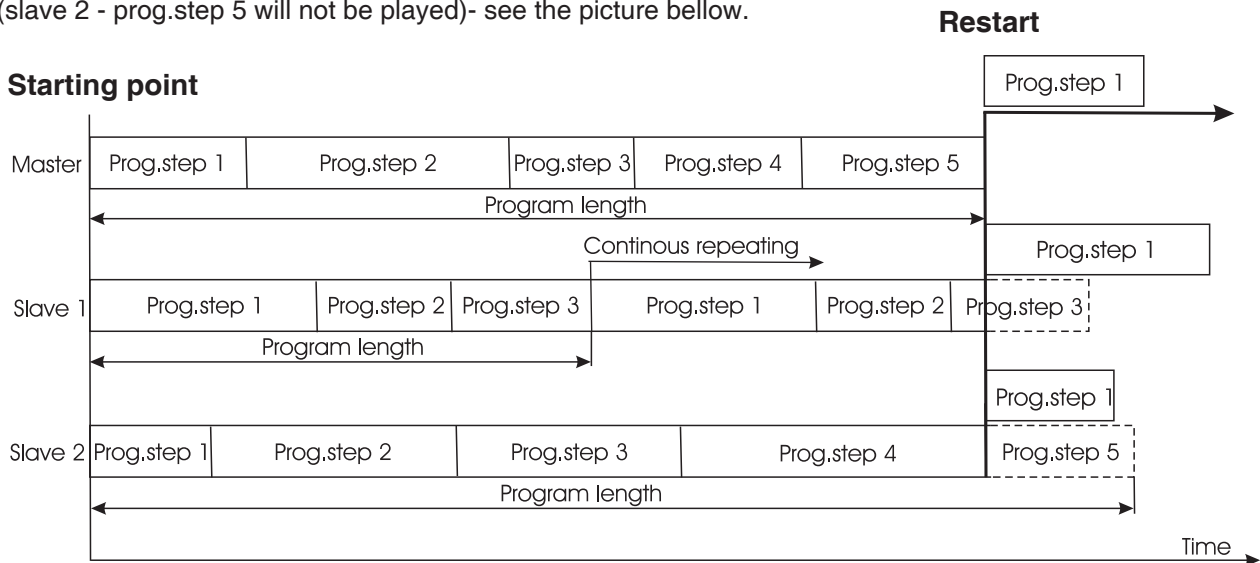 (slave 2 - prog.step 5 will not be played)- see the picture bellow.
Restart
Starting point
Prog.step 1
Master Prog.step 1 Prog.step 2 Prog.step 3 Prog.step 4 Prog.step 5
Program length
Continous repeating
Prog.step 1
Slave 1 Prog.step 1 Prog.step 2 Prog.step 3 Prog.step 1 Prog.step 2 Prog.step 3
Program length
Prog.step 1
Slave 2 Prog.step 1 Prog.step 2 Prog.step 3 Prog.step 4 Prog.step 5
Program length
Time